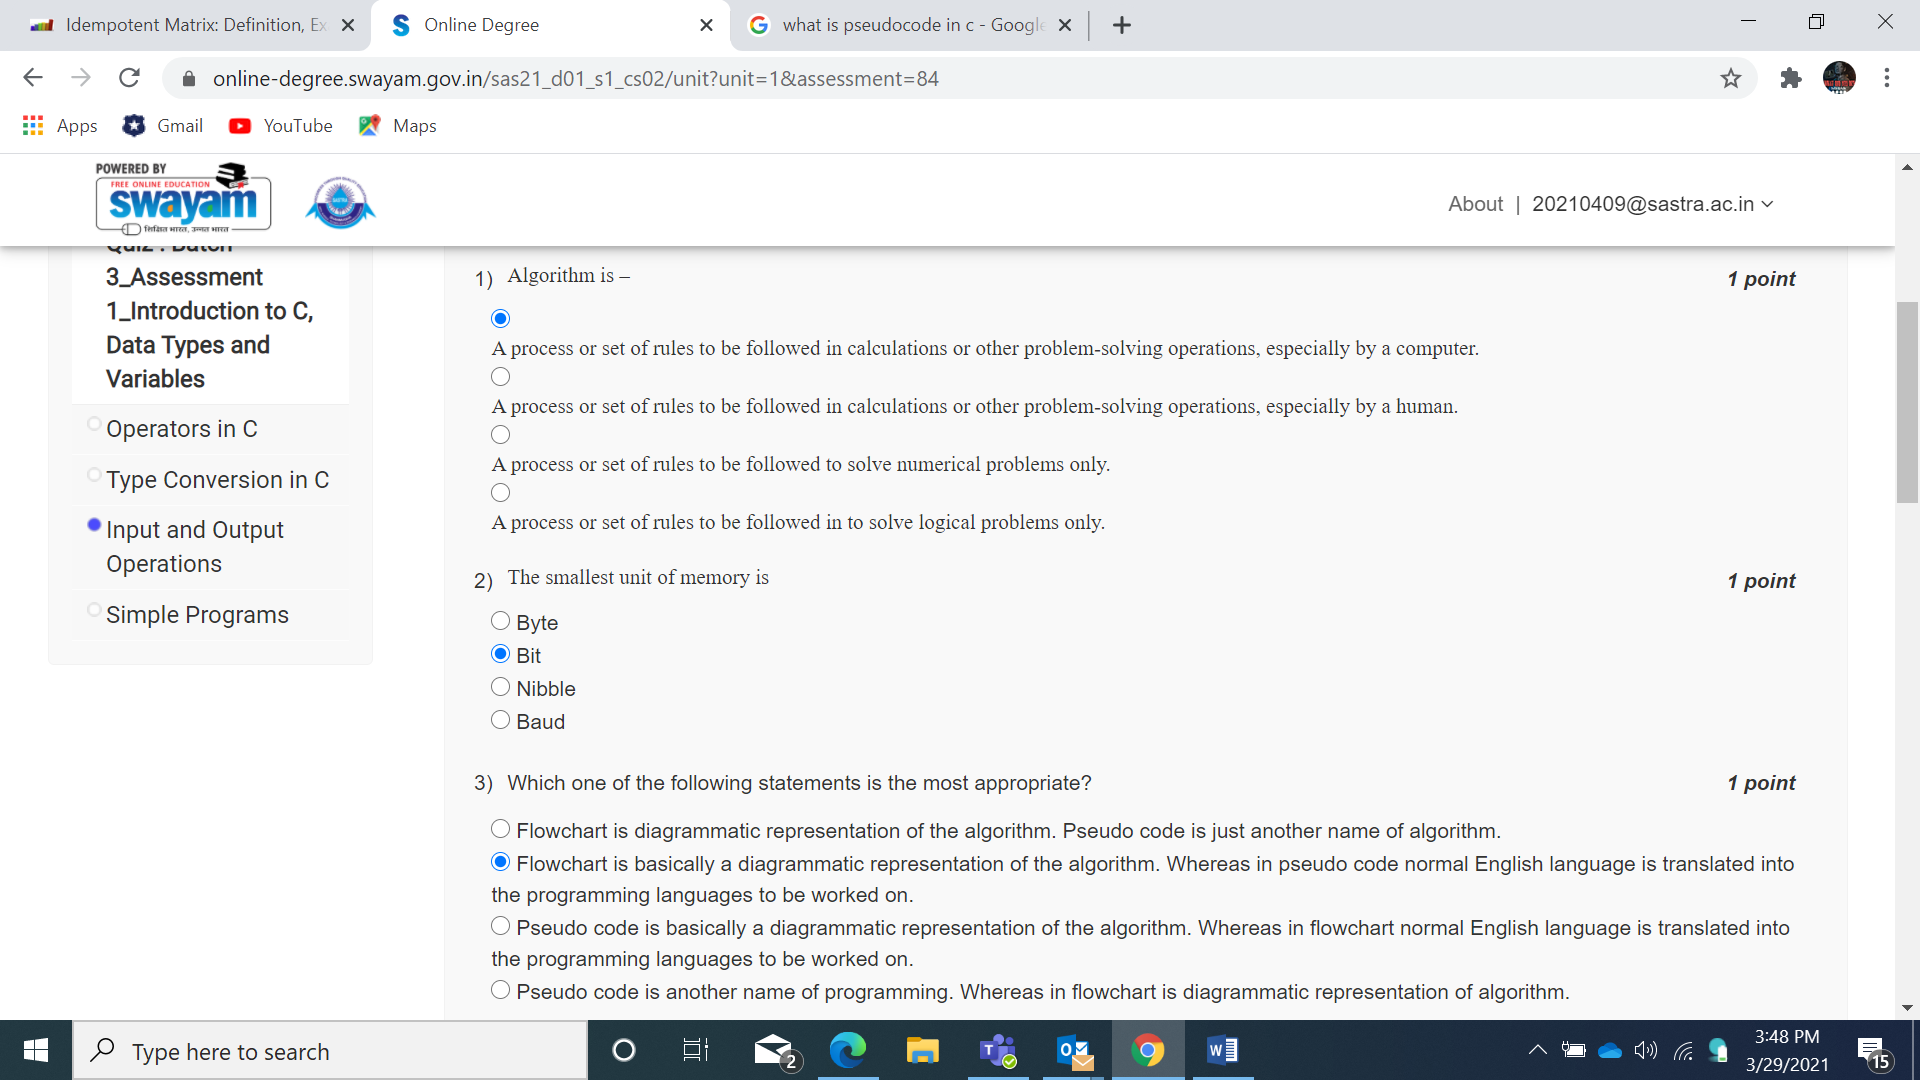 Idempotent Matrix: Definition, Ex
Online Degree
what is pseudocode in c - Google
online-degree.swayam.gov.in/sas21_d01_s1_cs02/unit?unit=1&assessment=84
Apps
Gmail
YouTube
Maps
POWERED BY
FREE ONLINE EDUCATION
swayam
शिक्षित भारत, उन्नत भारत
About | 20210409@sastra.ac.in
Quiz : Batch
3_Assessment
1_Introduction to C,
Data Types and
Variables
Operators in C
Type Conversion in C
Input and Output
Operations
Simple Programs
1) Algorithm is –
1 point
A process or set of rules to be followed in calculations or other problem-solving operations, especially by a computer.
A process or set of rules to be followed in calculations or other problem-solving operations, especially by a human.
A process or set of rules to be followed to solve numerical problems only.
A process or set of rules to be followed in to solve logical problems only.
2) The smallest unit of memory is
1 point
Byte
Bit
Nibble
Baud
3) Which one of the following statements is the most appropriate?
1 point
Flowchart is diagrammatic representation of the algorithm. Pseudo code is just another name of algorithm.
Flowchart is basically a diagrammatic representation of the algorithm. Whereas in pseudo code normal English language is translated into
the programming languages to be worked on.
Pseudo code is basically a diagrammatic representation of the algorithm. Whereas in flowchart normal English language is translated into
the programming languages to be worked on.
Pseudo code is another name of programming. Whereas in flowchart is diagrammatic representation of algorithm.
Type here to search
2
3:48 PM
3/29/2021
15